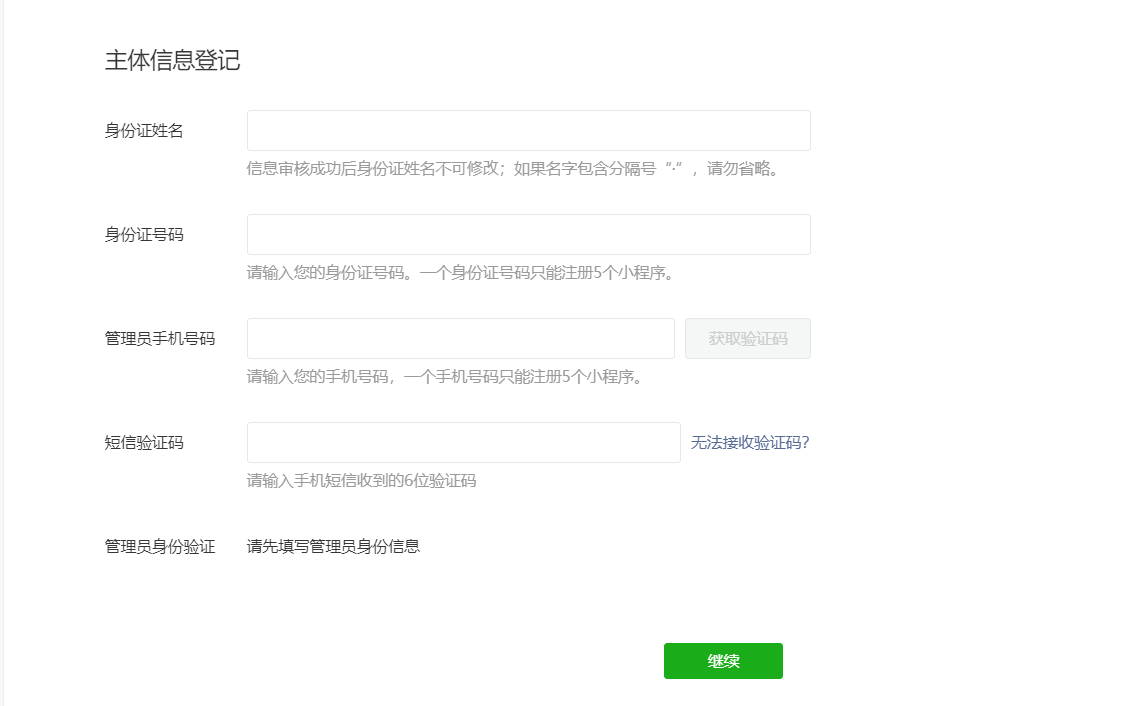 主体信息登记
身份证姓名
信息审核成功后身份证姓名不可修改；如果名字包含分隔号“·”，请勿省略。
身份证号码
请输入您的身份证号码。一个身份证号码只能注册5个小程序。
管理员手机号码
获取验证码
请输入您的手机号码，一个手机号码只能注册5个小程序。
短信验证码
无法接收验证码？
请输入手机短信收到的6位验证码
管理员身份验证 请先填写管理员身份信息
继续